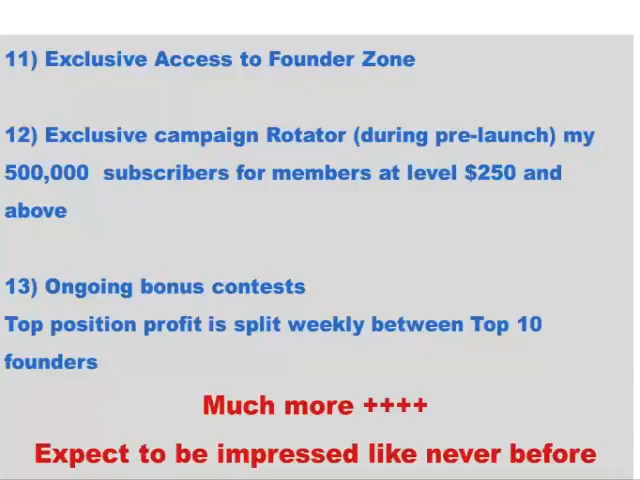 11) Exclusive Access to Founder Zone
12) Exclusive campaign Rotator (during pre-launch) my
500,000 subscribers for members at level $250 and
above
13) Ongoing bonus contests
Top position profit is split weekly between Top 10
founders
Much more ++++
Expect to be impressed like never before